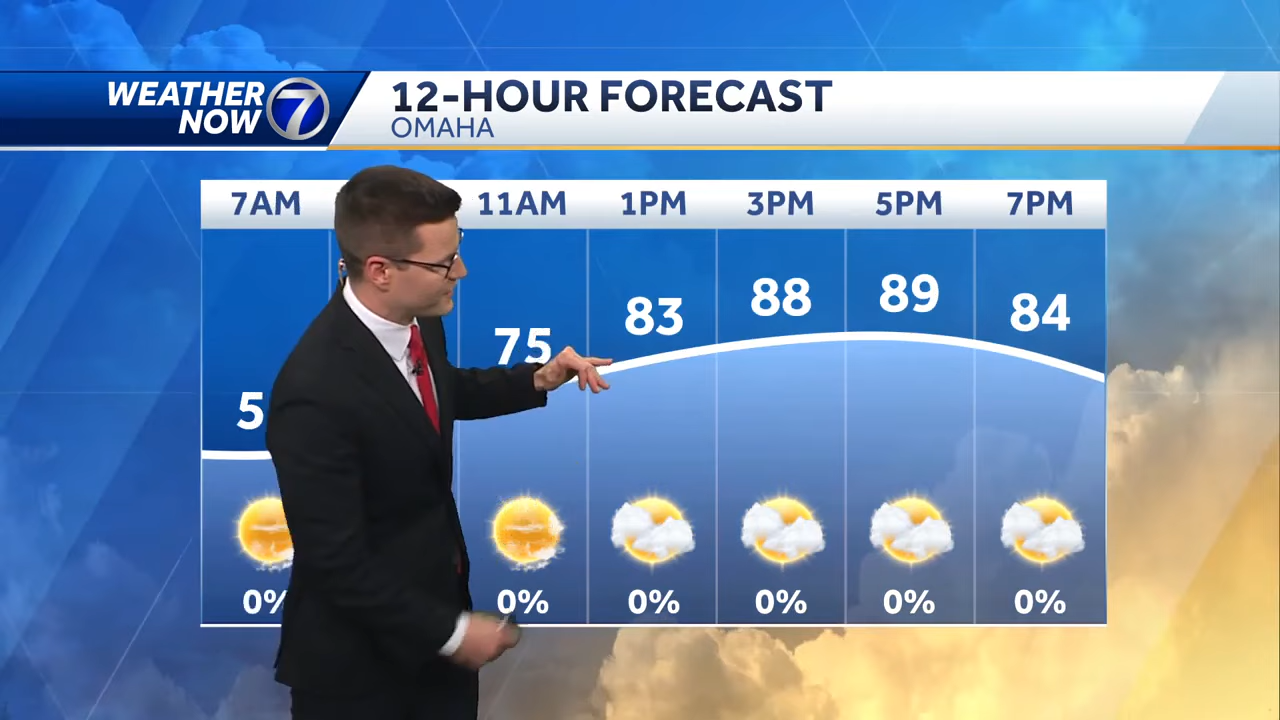 WEATHER
NOW 7
12-HOUR FORECAST
OMAHA
7AM 11AM 1PM 3PM 5PM 7PM
75 83 88 89 84
0% 0% 0% 0% 0% 0%